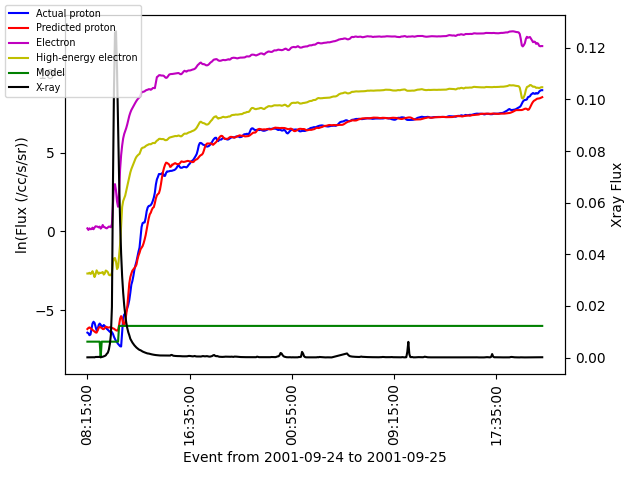 Actual proton
Predicted proton
Electron
High-energy electron
Model
X-ray
10
5
0
−5
ln(Flux (/cc/s/sr))
0.12
0.10
0.08
0.06
0.04
0.02
0.00
Xray Flux
08:15:00
16:35:00
00:55:00
09:15:00
17:35:00
Event from 2001-09-24 to 2001-09-25